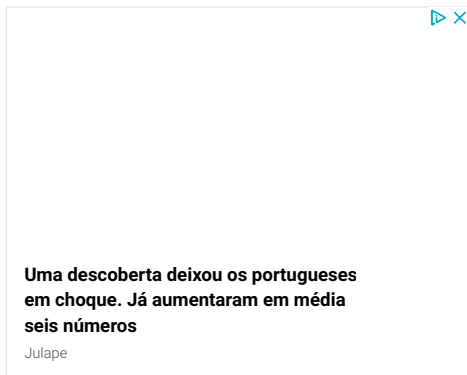 Uma descoberta deixou os portugueses
em choque. Já aumentaram em média
seis números
Julape